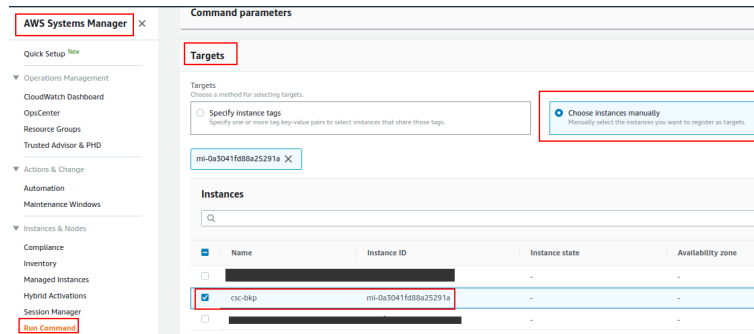 AWS Systems Manager
Quick Setup New
Operations Management
CloudWatch Dashboard
OpsCenter
Resource Groups
Trusted Advisor & PHD
Actions & Change
Automation
Maintenance Windows
Instances & Nodes
Compliance
Inventory
Managed Instances
Hybrid Activations
Session Manager
Run Command
Command parameters
Targets
Targets
Choose a method for selecting targets.
Specify instance tags
Specify one or more tag key-value pairs to select instances that share those tags.
Choose instances manually
Manually select the instances you want to register as targets.
mi-0a3041fd88a25291a
Instances
Name Instance ID Instance state Availability zone
- -
csc-bkp mi-0a3041fd88a25291a - -
- -